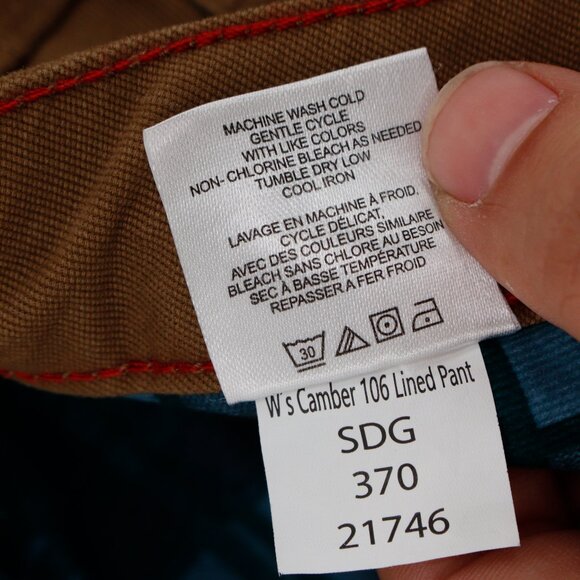 MACHINE WASH COLD
GENTLE CYCLE
WITH LIKE COLORS
NON-CHLORINE BLEACH AS NEEDED
TUMBLE DRY LOW
COOL IRON
LAVAGE EN MACHINE À FROID,
CYCLE DÉLICAT,
AVEC DES COULEURS SIMILAIRE
BLEACH SANS CHLORE AU BESOIN
SEC À BASSE TEMPÉRATURE
REPASSER A FER FROID
30
W's Camber 106 Lined Pant
SDG
370
21746